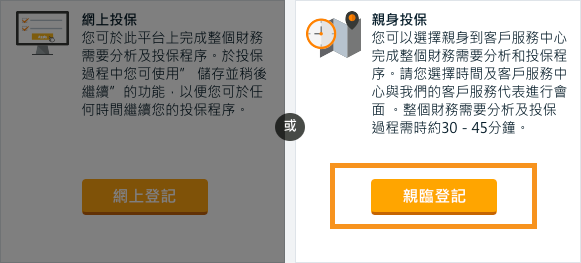 網上投保
您可於此平台上完成整個財務
需要分析及投保程序。於投保
過程中您可使用” 儲存並稍後
繼續”的功能，以便您可於任
何時間繼續您的投保程序。
網上登記
或
親身投保
您可以選擇親身到客戶服務中心
完成整個財務需要分析和投保程
序。請您選擇時間及客戶服務中
心與我們的客戶服務代表進行會
面 。整個財務需要分析及投保
過程需時約30 - 45分鐘。
親臨登記